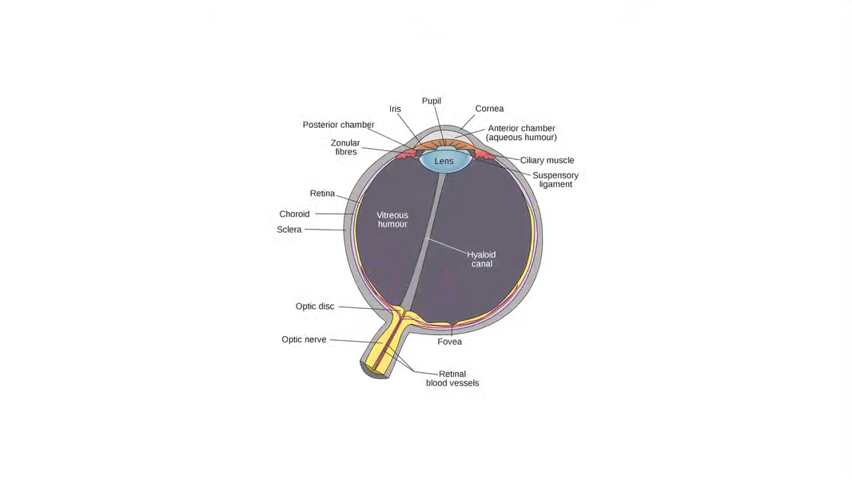 Pupil
Iris
Cornea
Posterior chamber
Anterior chamber
(aqueous humour)
Zonular
fibres
Lens
Ciliary muscle
Suspensory
ligament
Retina
Choroid
Vitreous
humour
Sclera
Hyaloid
canal
Optic disc
Optic nerve
Fovea
Retinal
blood vessels